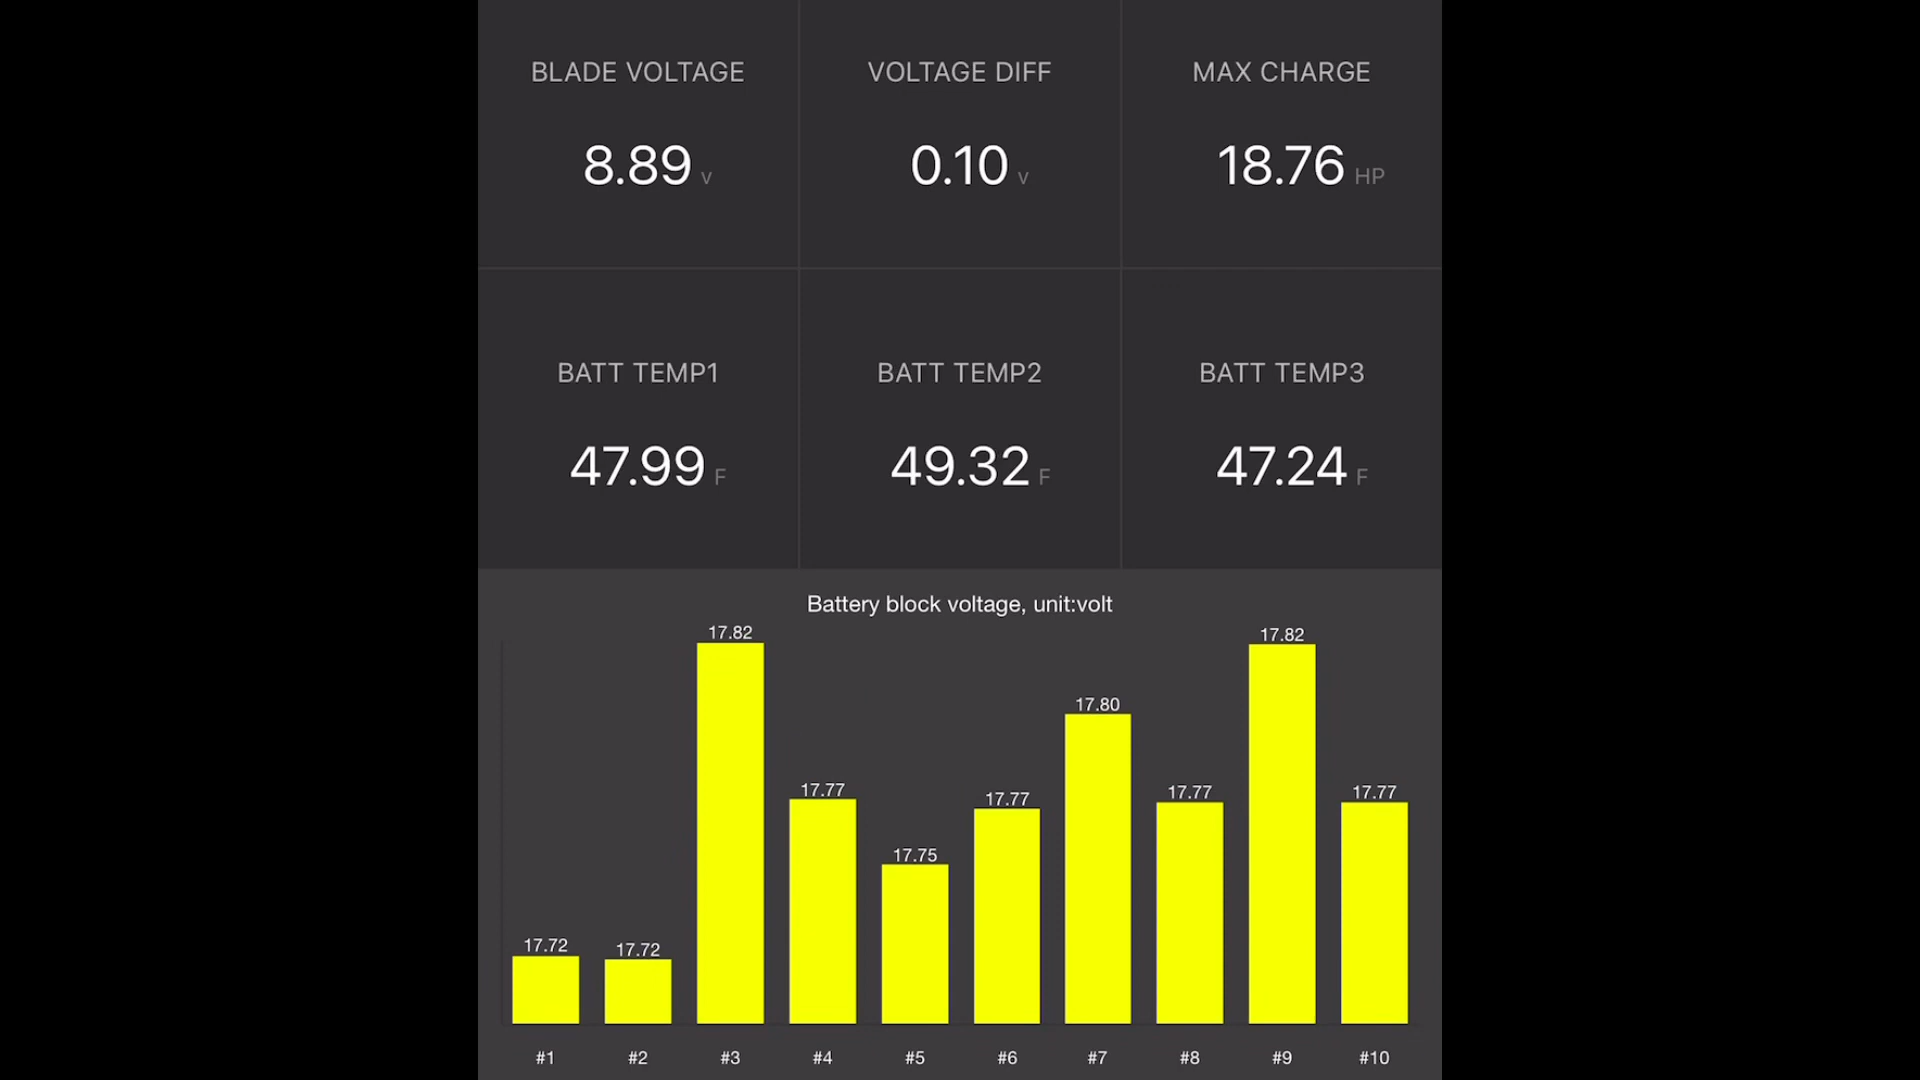 BLADE VOLTAGE
8.89 v
VOLTAGE DIFF
0.10 v
MAX CHARGE
18.76 HP
BATT TEMP1
47.99 F
BATT TEMP2
49.32 F
BATT TEMP3
47.24 F
Battery block voltage, unit:volt
17.72 17.72 17.82 17.77 17.75 17.77 17.80 17.77 17.82 17.77
#1 #2 #3 #4 #5 #6 #7 #8 #9 #10